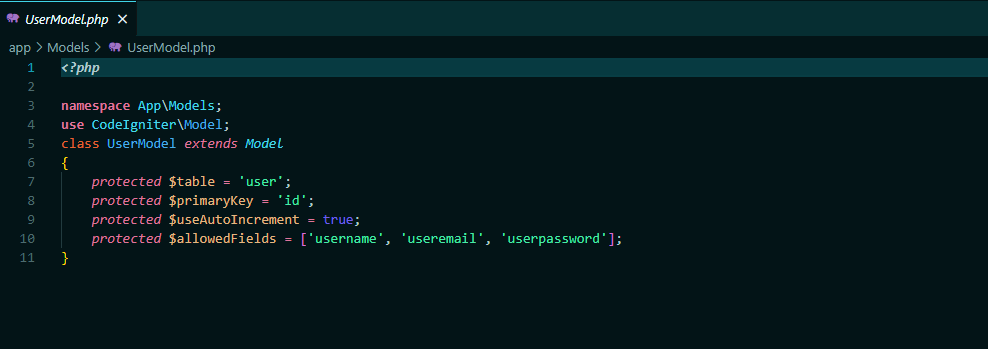 UserModel.php
app > Models > UserModel.php
1 <?php
2
3 namespace App\Models;
4 use CodeIgniter\Model;
5 class UserModel extends Model
6 {
7 protected $table = 'user';
8 protected $primaryKey = 'id';
9 protected $useAutoIncrement = true;
10 protected $allowedFields = ['username', 'useremail', 'userpassword'];
11 }